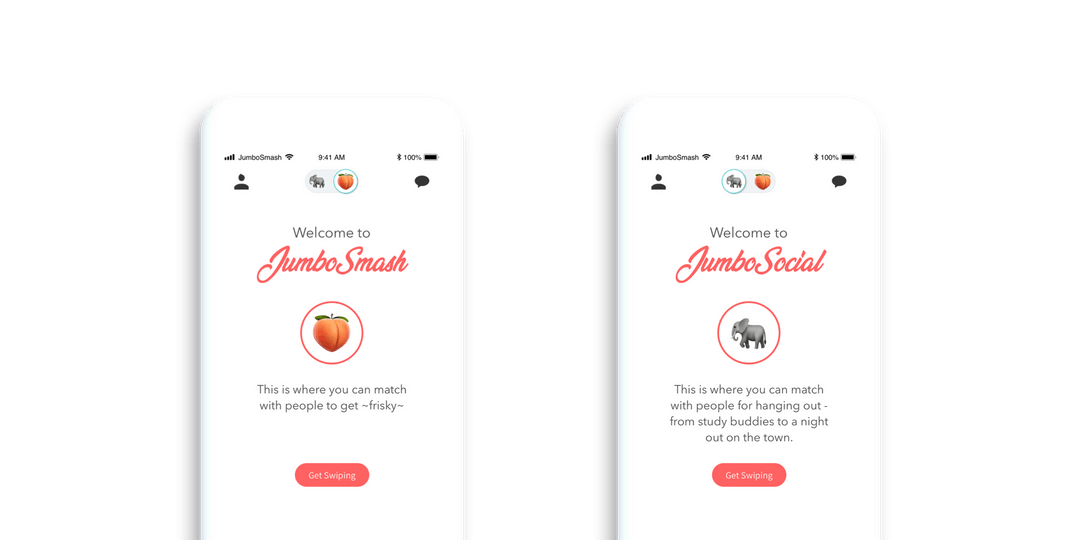 JumboSmash 9:41 AM 100%
Welcome to
JumboSmash
This is where you can match
with people to get ~frisky~
Get Swiping
JumboSmash 9:41 AM 100%
Welcome to
JumboSocial
This is where you can match
with people for hanging out -
from study buddies to a night
out on the town.
Get Swiping